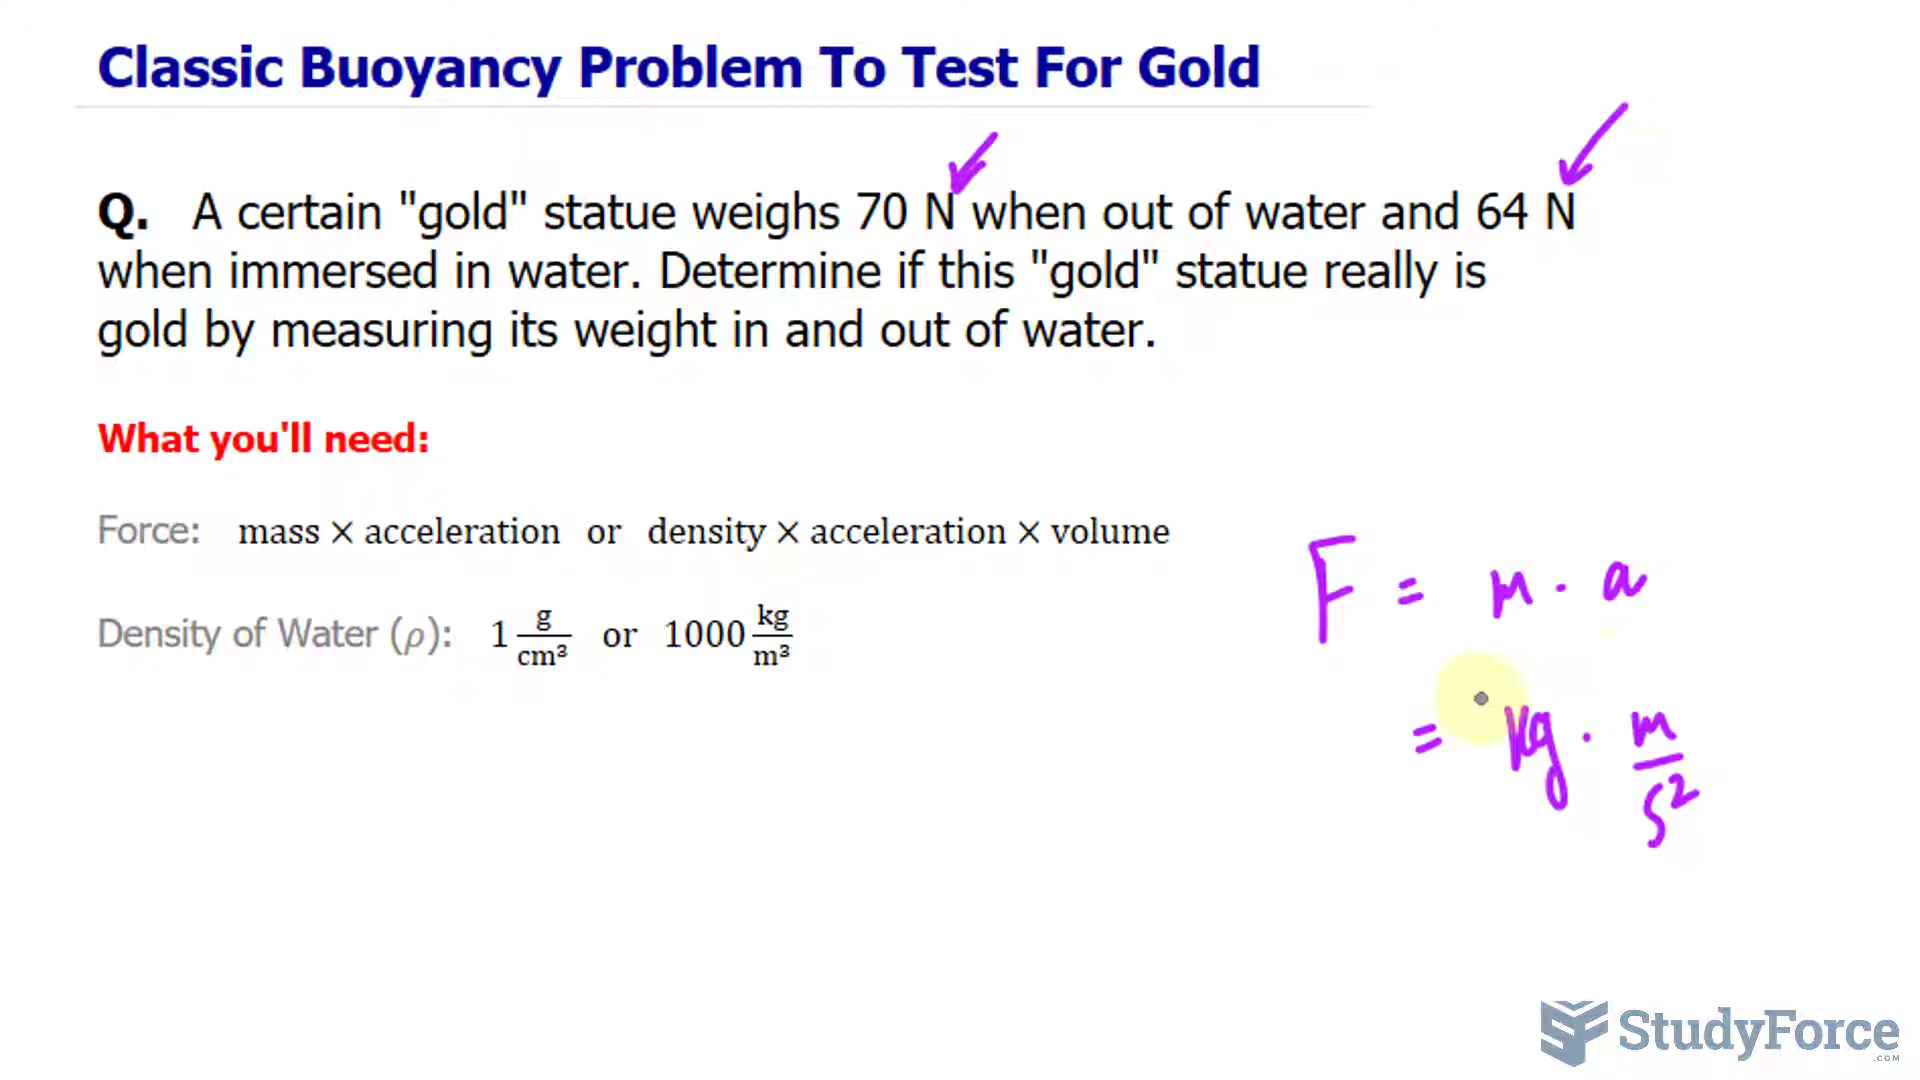 Classic Buoyancy Problem To Test For Gold
Q. A certain "gold" statue weighs 70 N when out of water and 64 N
when immersed in water. Determine if this "gold" statue really is
gold by measuring its weight in and out of water.
What you'll need:
Force: mass × acceleration or density × acceleration × volume
Density of Water (ρ): 1 g/cm³ or 1000 kg/m³
F = m · a
= kg · m/s²
StudyForce
.COM